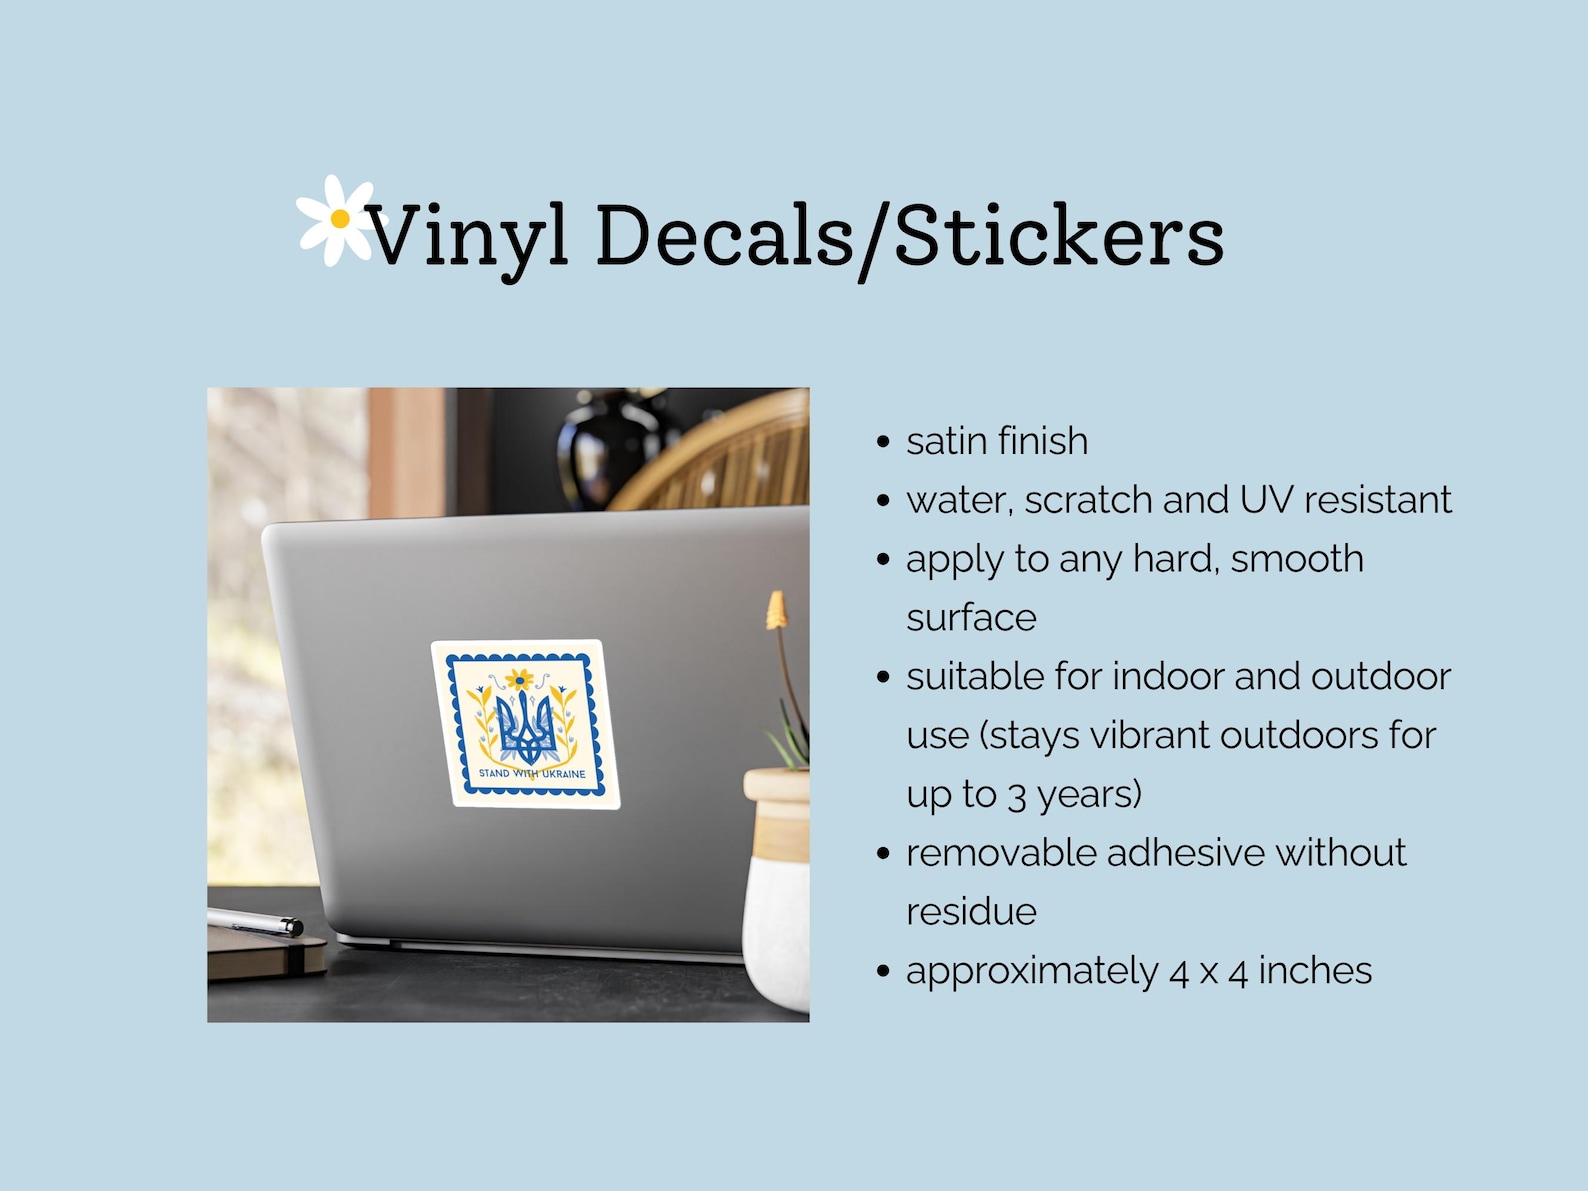 Vinyl Decals/Stickers
STAND WITH UKRAINE
• satin finish
• water, scratch and UV resistant
• apply to any hard, smooth
surface
• suitable for indoor and outdoor
use (stays vibrant outdoors for
up to 3 years)
• removable adhesive without
residue
• approximately 4 x 4 inches